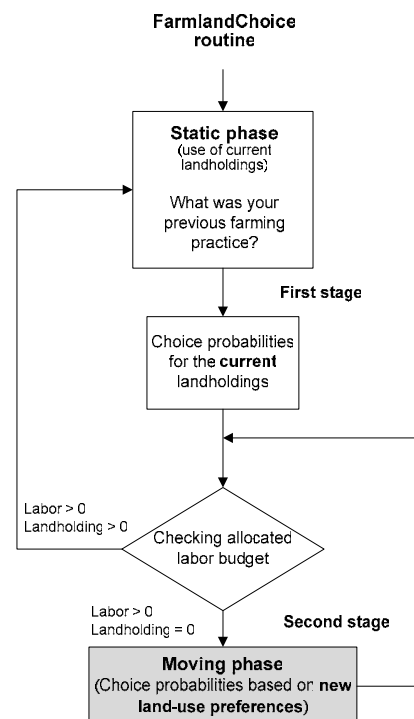 FarmlandChoice
routine
Static phase
(use of current
landholdings)
What was your
previous farming
practice?
First stage
Choice probabilities
for the current
landholdings
Labor > 0
Landholding > 0
Checking allocated
labor budget
Labor > 0
Landholding = 0
Second stage
Moving phase
(Choice probabilities based on new
land-use preferences)